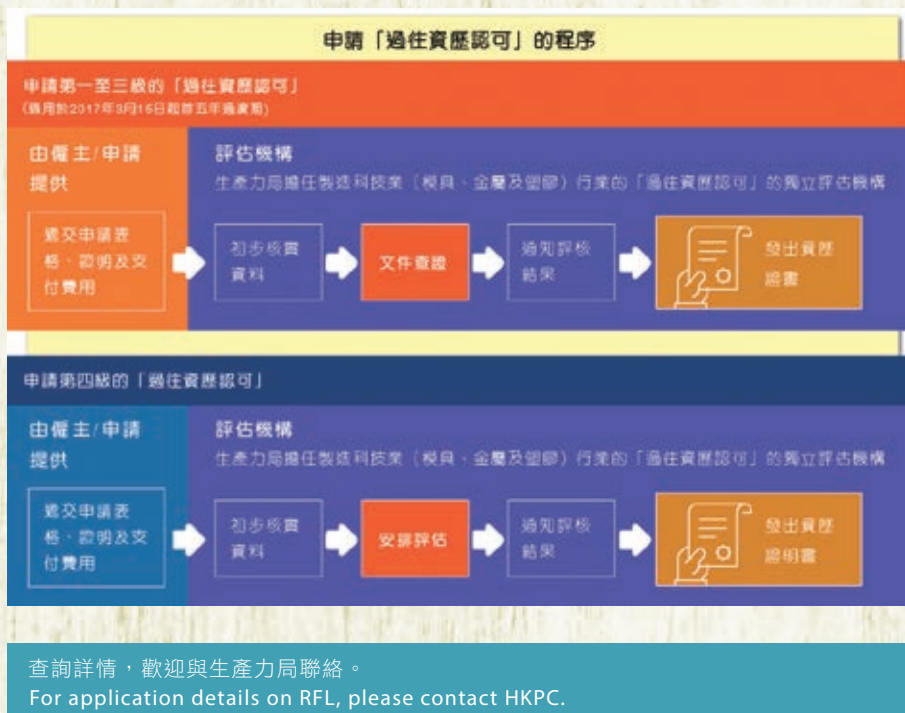 申請「過往資歷認可」的程序
申請第一至三級的「過往資歷認可」
(適用於2017年3月15日起首五年過渡期)
由僱主/申請
提供
評估機構
生產力局擔任製造科技業（模具、金屬及塑膠）行業的「過往資歷認可」的獨立評估機構
遞交申請表
格、證明及支
付費用
初步核實
資料
文件查證
通知評核
結果
發出資歷
證書
申請第四級的「過往資歷認可」
由僱主/申請
提供
評估機構
生產力局擔任製造科技業（模具、金屬及塑膠）行業的「過往資歷認可」的獨立評估機構
遞交申請表
格、證明及支
付費用
初步核實
資料
安排評估
通知評核
結果
發出資歷
證明書
查詢詳情，歡迎與生產力局聯絡。
For application details on RFL, please contact HKPC.